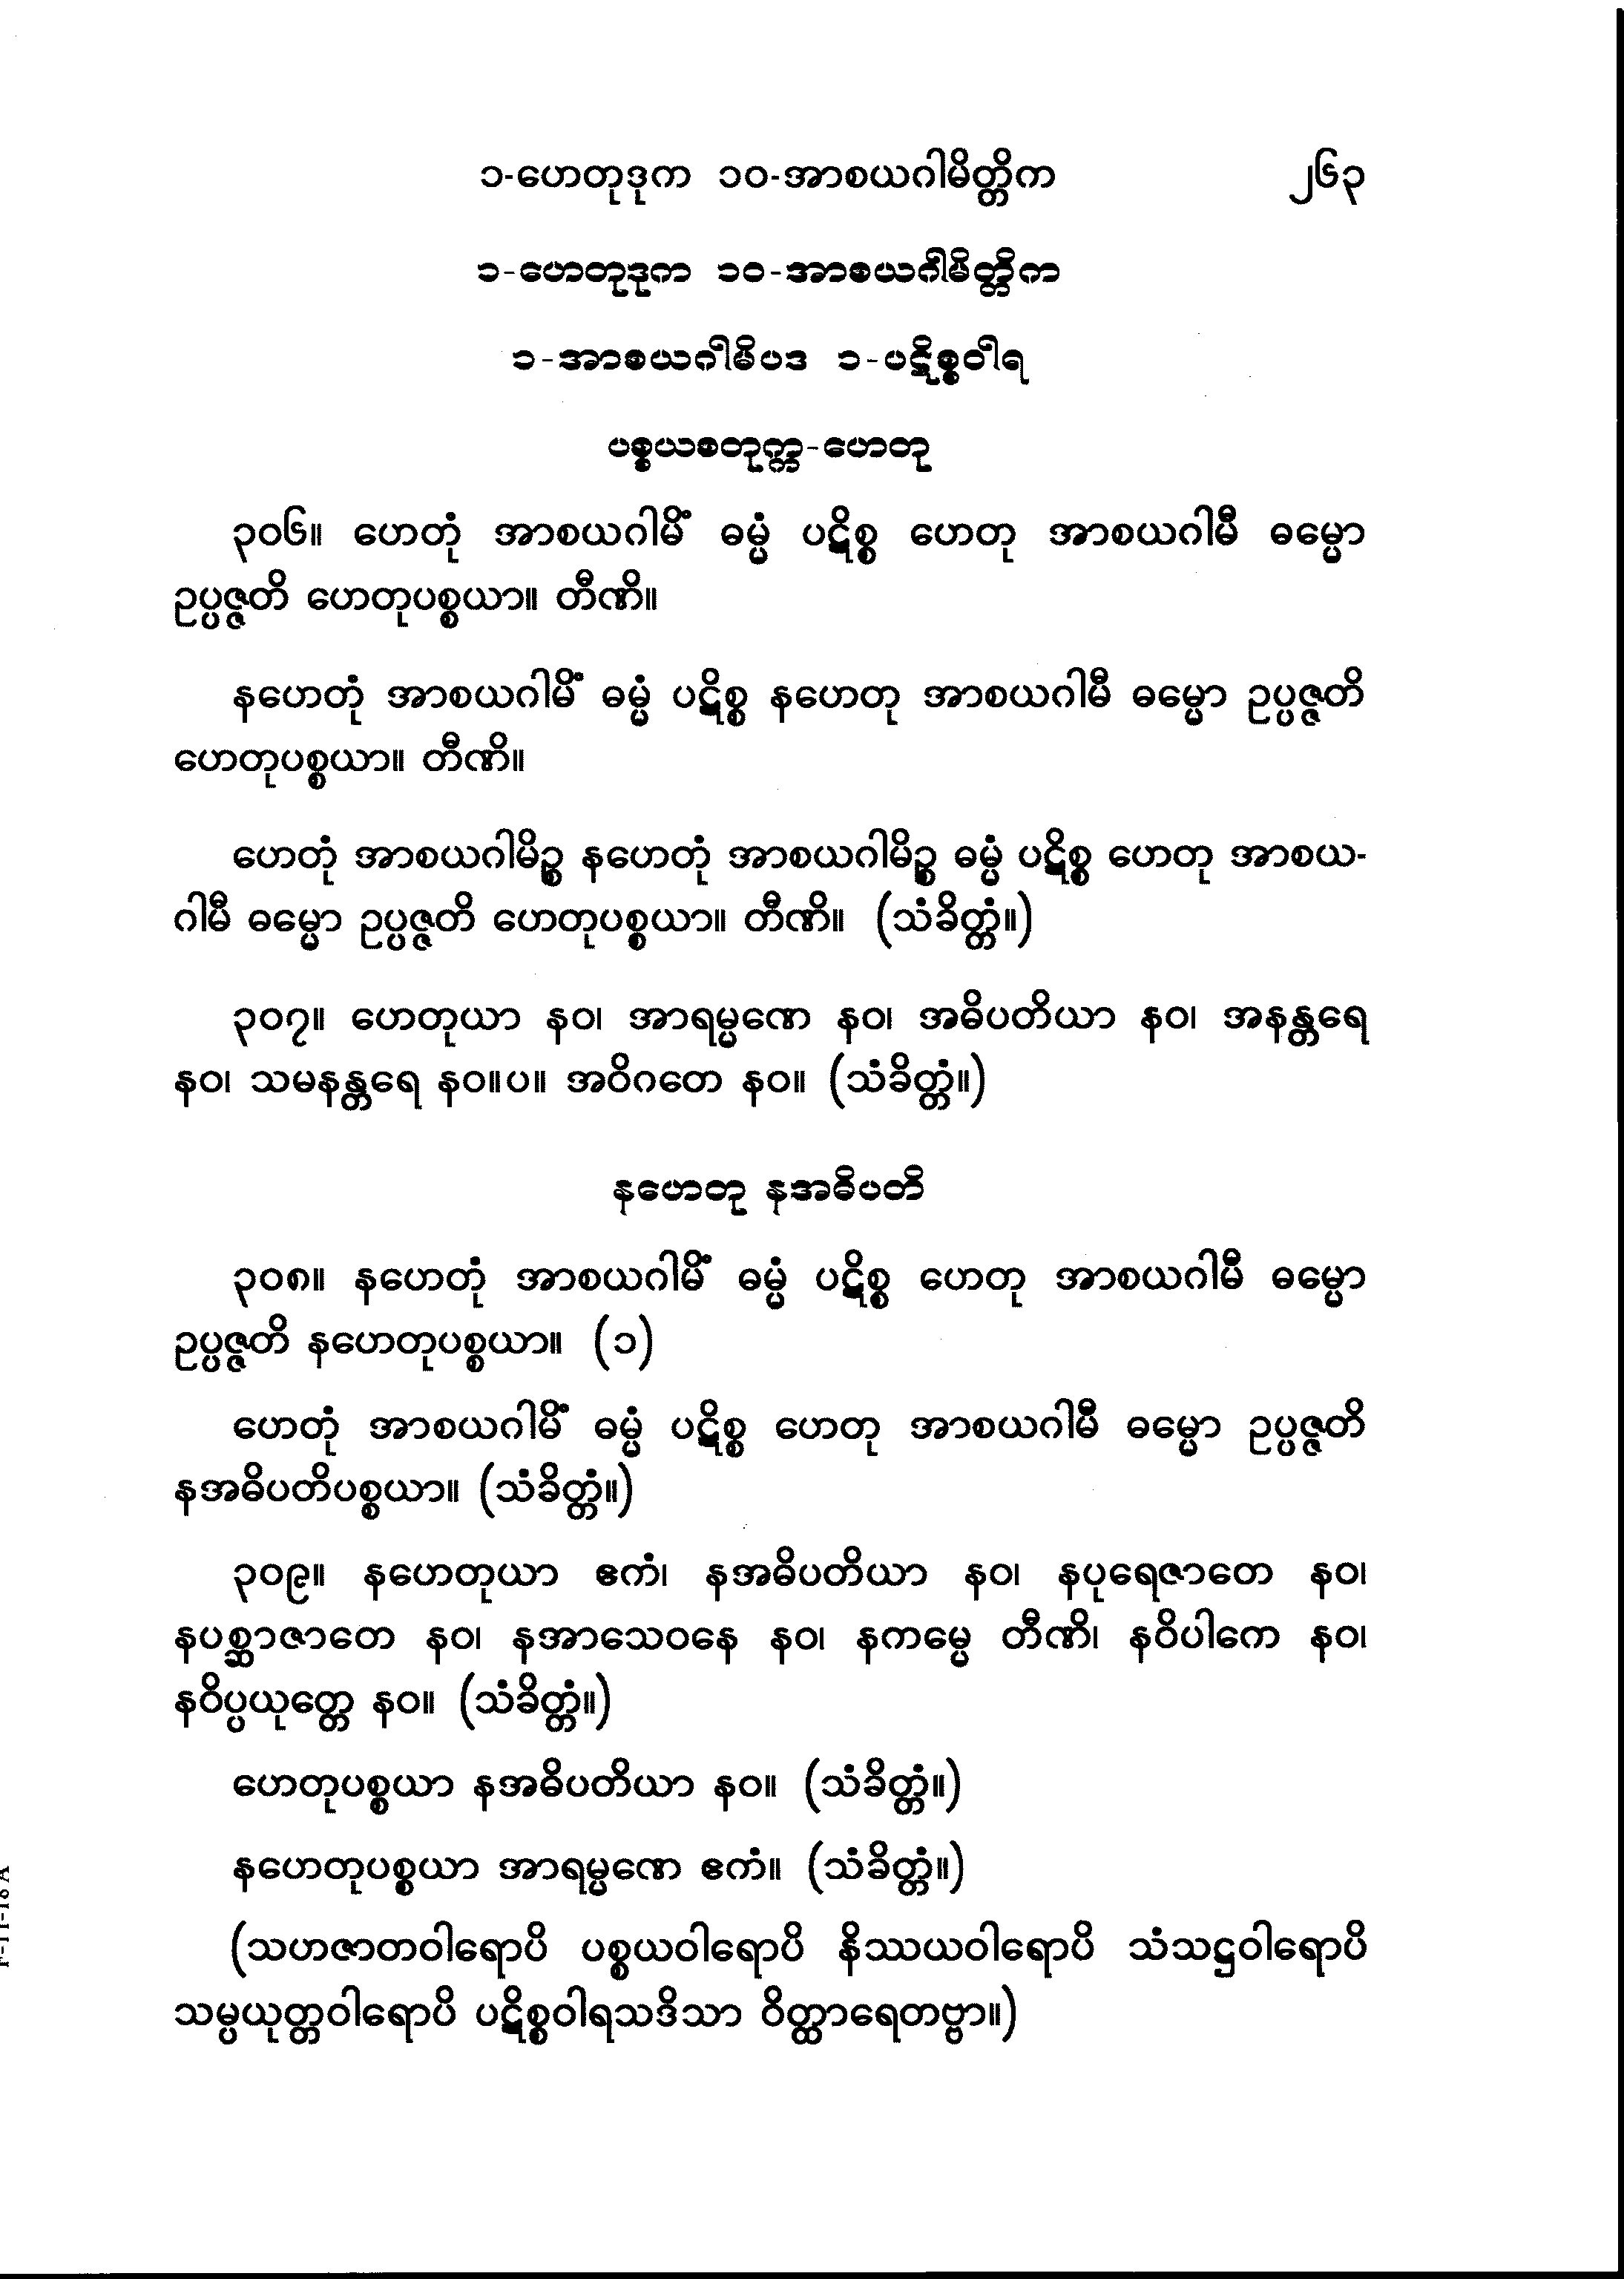 ၁-ဟေတုဒုက ၁၀-အာစယဂါမိတ္တိက ၂၆၃
၁-ဟေတုဒုက ၁၀-အာစယဂါမိတ္တိက
၁-အာစယဂါမိပဒ ၁-ပဋိစ္စဝါရ
ပစ္စယစတုက္က-ဟေတု
၃၀၆။ ဟေတုံ အာစယဂါမိံ ဓမ္မံ ပဋိစ္စ ဟေတု အာစယဂါမီ ဓမ္မော
ဥပ္ပဇ္ဇတိ ဟေတုပစ္စယာ။ တီဏိ။
နဟေတုံ အာစယဂါမိံ ဓမ္မံ ပဋိစ္စ နဟေတု အာစယဂါမီ ဓမ္မော ဥပ္ပဇ္ဇတိ
ဟေတုပစ္စယာ။ တီဏိ။
ဟေတုံ အာစယဂါမိဉ္စ နဟေတုံ အာစယဂါမိဉ္စ ဓမ္မံ ပဋိစ္စ ဟေတု အာစယ-
ဂါမီ ဓမ္မော ဥပ္ပဇ္ဇတိ ဟေတုပစ္စယာ။ တီဏိ။ (သံခိတ္တံ။)
၃၀၇။ ဟေတုယာ နဝ၊ အာရမ္မဏေ နဝ၊ အဓိပတိယာ နဝ၊ အနန္တရေ
နဝ၊ သမနန္တရေ နဝ။ပ။ အဝိဂတေ နဝ။ (သံခိတ္တံ။)
နဟေတု နအဓိပတိ
၃၀၈။ နဟေတုံ အာစယဂါမိံ ဓမ္မံ ပဋိစ္စ ဟေတု အာစယဂါမီ ဓမ္မော
ဥပ္ပဇ္ဇတိ နဟေတုပစ္စယာ။ (၁)
ဟေတုံ အာစယဂါမိံ ဓမ္မံ ပဋိစ္စ ဟေတု အာစယဂါမီ ဓမ္မော ဥပ္ပဇ္ဇတိ
နအဓိပတိပစ္စယာ။ (သံခိတ္တံ။)
၃၀၉။ နဟေတုယာ ဧကံ၊ နအဓိပတိယာ နဝ၊ နပုရေဇာတေ နဝ၊
နပစ္ဆာဇာတေ နဝ၊ နအာသေဝနေ နဝ၊ နကမ္မေ တီဏိ၊ နဝိပါကေ နဝ၊
နဝိပ္ပယုတ္တေ နဝ။ (သံခိတ္တံ။)
ဟေတုပစ္စယာ နအဓိပတိယာ နဝ။ (သံခိတ္တံ။)
နဟေတုပစ္စယာ အာရမ္မဏေ ဧကံ။ (သံခိတ္တံ။)
(သဟဇာတဝါရောပိ ပစ္စယဝါရောပိ နိဿယဝါရောပိ သံသဋ္ဌဝါရောပိ
သမ္ပယုတ္တဝါရောပိ ပဋိစ္စဝါရသဒိသာ ဝိတ္ထာရေတဗ္ဗာ။)